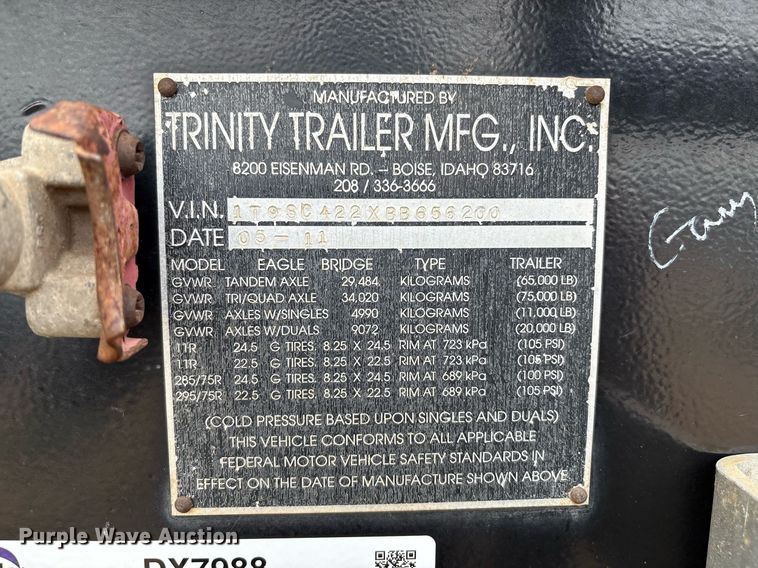 MANUFACTURED BY
TRINITY TRAILER MFG., INC.
8200 EISENMAN RD. – BOISE, IDAHO 83716
208 / 336-3666
V.I.N. 1T9SC422XBB656200
DATE 05-11
MODEL EAGLE BRIDGE TYPE TRAILER
GVWR TANDEM AXLE 29,484 KILOGRAMS (65,000 LB)
GVWR TRI/QUAD AXLE 34,020 KILOGRAMS (75,000 LB)
GVWR AXLES W/SINGLES 4990 KILOGRAMS (11,000 LB)
GVWR AXLES W/DUALS 9072 KILOGRAMS (20,000 LB)
11R 24.5 G TIRES. 8.25 X 24.5 RIM AT 723 kPa (105 PSI)
11R 22.5 G TIRES. 8.25 X 22.5 RIM AT 723 kPa (105 PSI)
285/75R 24.5 G TIRES. 8.25 X 24.5 RIM AT 689 kPa (100 PSI)
295/75R 22.5 G TIRES. 8.25 X 22.5 RIM AT 689 kPa (105 PSI)
(COLD PRESSURE BASED UPON SINGLES AND DUALS)
THIS VEHICLE CONFORMS TO ALL APPLICABLE
FEDERAL MOTOR VEHICLE SAFETY STANDARDS IN
EFFECT ON THE DATE OF MANUFACTURE SHOWN ABOVE
Purple Wave Auction
DX7988